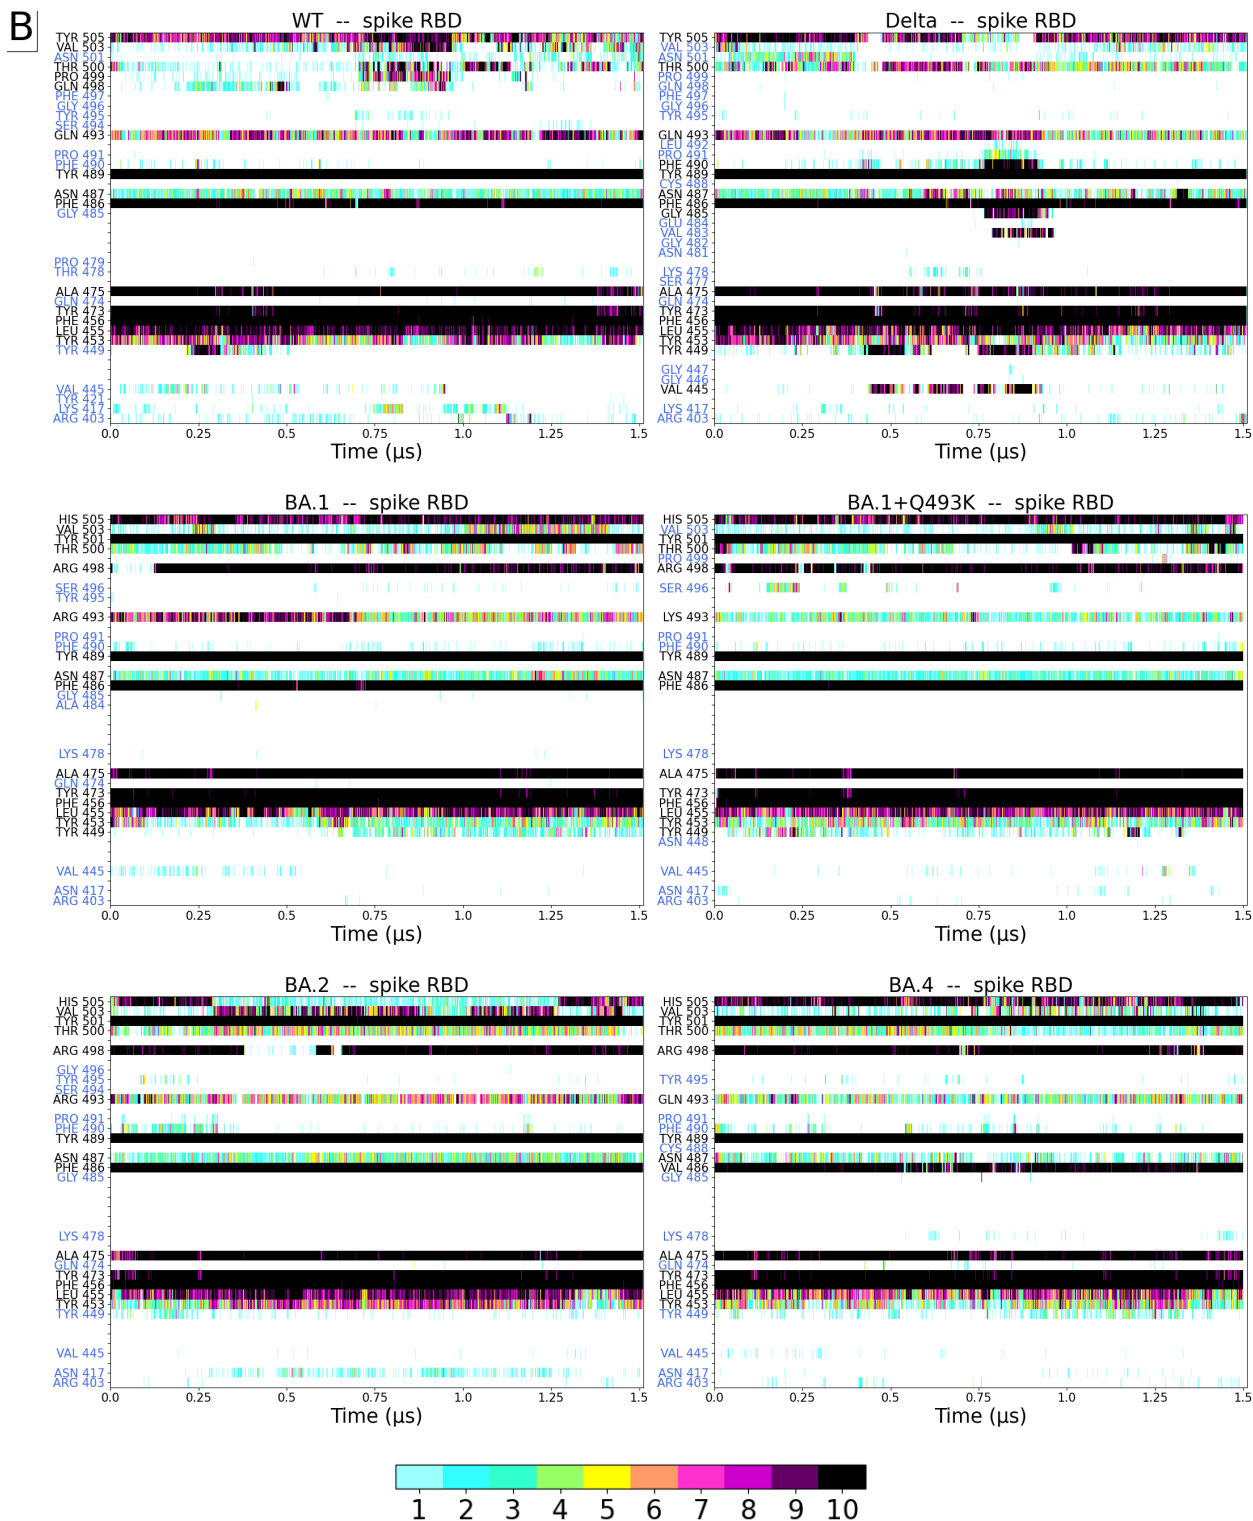 B
WT -- spike RBD
TYR 505
VAL 503
ASN 501
THR 500
PRO 499
GLN 498
PHE 497
GLY 496
TYR 495
SER 494
GLN 493
PRO 491
PHE 490
TYR 489
ASN 487
PHE 486
GLY 485
PRO 479
THR 478
ALA 475
GLN 474
TYR 473
PHE 456
LEU 455
TYR 453
TYR 449
VAL 445
TYR 421
LYS 417
ARG 403
0.0 0.25 0.5 0.75 1.0 1.25 1.5
Time (µs)
Delta -- spike RBD
TYR 505
VAL 503
ASN 501
THR 500
PRO 499
GLN 498
PHE 497
GLY 496
TYR 495
GLN 493
LEU 492
PRO 491
PHE 490
TYR 489
CYS 488
ASN 487
PHE 486
GLY 485
GLU 484
VAL 483
GLY 482
ASN 481
LYS 478
SER 477
ALA 475
GLN 474
TYR 473
PHE 456
LEU 455
TYR 453
TYR 449
GLY 447
GLY 446
VAL 445
LYS 417
ARG 403
0.0 0.25 0.5 0.75 1.0 1.25 1.5
Time (µs)
BA.1 -- spike RBD
HIS 505
VAL 503
TYR 501
THR 500
ARG 498
SER 496
TYR 495
ARG 493
PRO 491
PHE 490
TYR 489
ASN 487
PHE 486
GLY 485
ALA 484
LYS 478
ALA 475
GLN 474
TYR 473
PHE 456
LEU 455
TYR 453
TYR 449
VAL 445
ASN 417
ARG 403
0.0 0.25 0.5 0.75 1.0 1.25 1.5
Time (µs)
BA.1+Q493K -- spike RBD
HIS 505
VAL 503
TYR 501
THR 500
PRO 499
ARG 498
SER 496
LYS 493
PRO 491
PHE 490
TYR 489
ASN 487
PHE 486
LYS 478
ALA 475
TYR 473
PHE 456
LEU 455
TYR 453
TYR 449
ASN 448
VAL 445
ASN 417
ARG 403
0.0 0.25 0.5 0.75 1.0 1.25 1.5
Time (µs)
BA.2 -- spike RBD
HIS 505
VAL 503
TYR 501
THR 500
ARG 498
GLY 496
TYR 495
SER 494
ARG 493
PRO 491
PHE 490
TYR 489
ASN 487
PHE 486
GLY 485
LYS 478
ALA 475
GLN 474
TYR 473
PHE 456
LEU 455
TYR 453
TYR 449
VAL 445
ASN 417
ARG 403
0.0 0.25 0.5 0.75 1.0 1.25 1.5
Time (µs)
BA.4 -- spike RBD
HIS 505
VAL 503
TYR 501
THR 500
ARG 498
TYR 495
GLN 493
PRO 491
PHE 490
TYR 489
CYS 488
ASN 487
VAL 486
GLY 485
LYS 478
ALA 475
GLN 474
TYR 473
PHE 456
LEU 455
TYR 453
TYR 449
VAL 445
ASN 417
ARG 403
0.0 0.25 0.5 0.75 1.0 1.25 1.5
Time (µs)
1 2 3 4 5 6 7 8 9 10